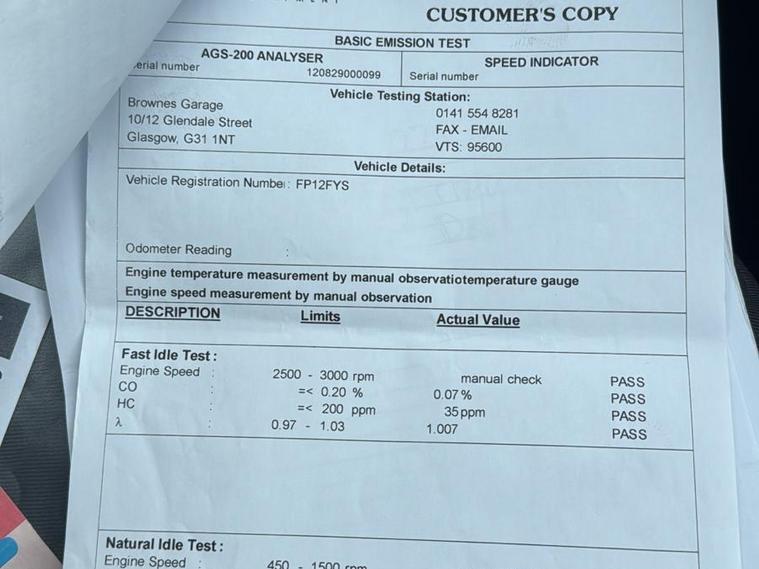 CUSTOMER'S COPY
BASIC EMISSION TEST
AGS-200 ANALYSER
SPEED INDICATOR
erial number 120829000099
Serial number
Vehicle Testing Station:
Brownes Garage
0141 554 8281
10/12 Glendale Street
FAX - EMAIL
Glasgow, G31 1NT
VTS: 95600
Vehicle Details:
Vehicle Registration Number: FP12FYS
Odometer Reading :
Engine temperature measurement by manual observatiotemperature gauge
Engine speed measurement by manual observation
DESCRIPTION Limits Actual Value
Fast Idle Test :
Engine Speed : 2500 - 3000 rpm manual check PASS
CO : =< 0.20 % 0.07 % PASS
HC : =< 200 ppm 35 ppm PASS
λ : 0.97 - 1.03 1.007 PASS
Natural Idle Test :
Engine Speed : 450 - 1500 rpm